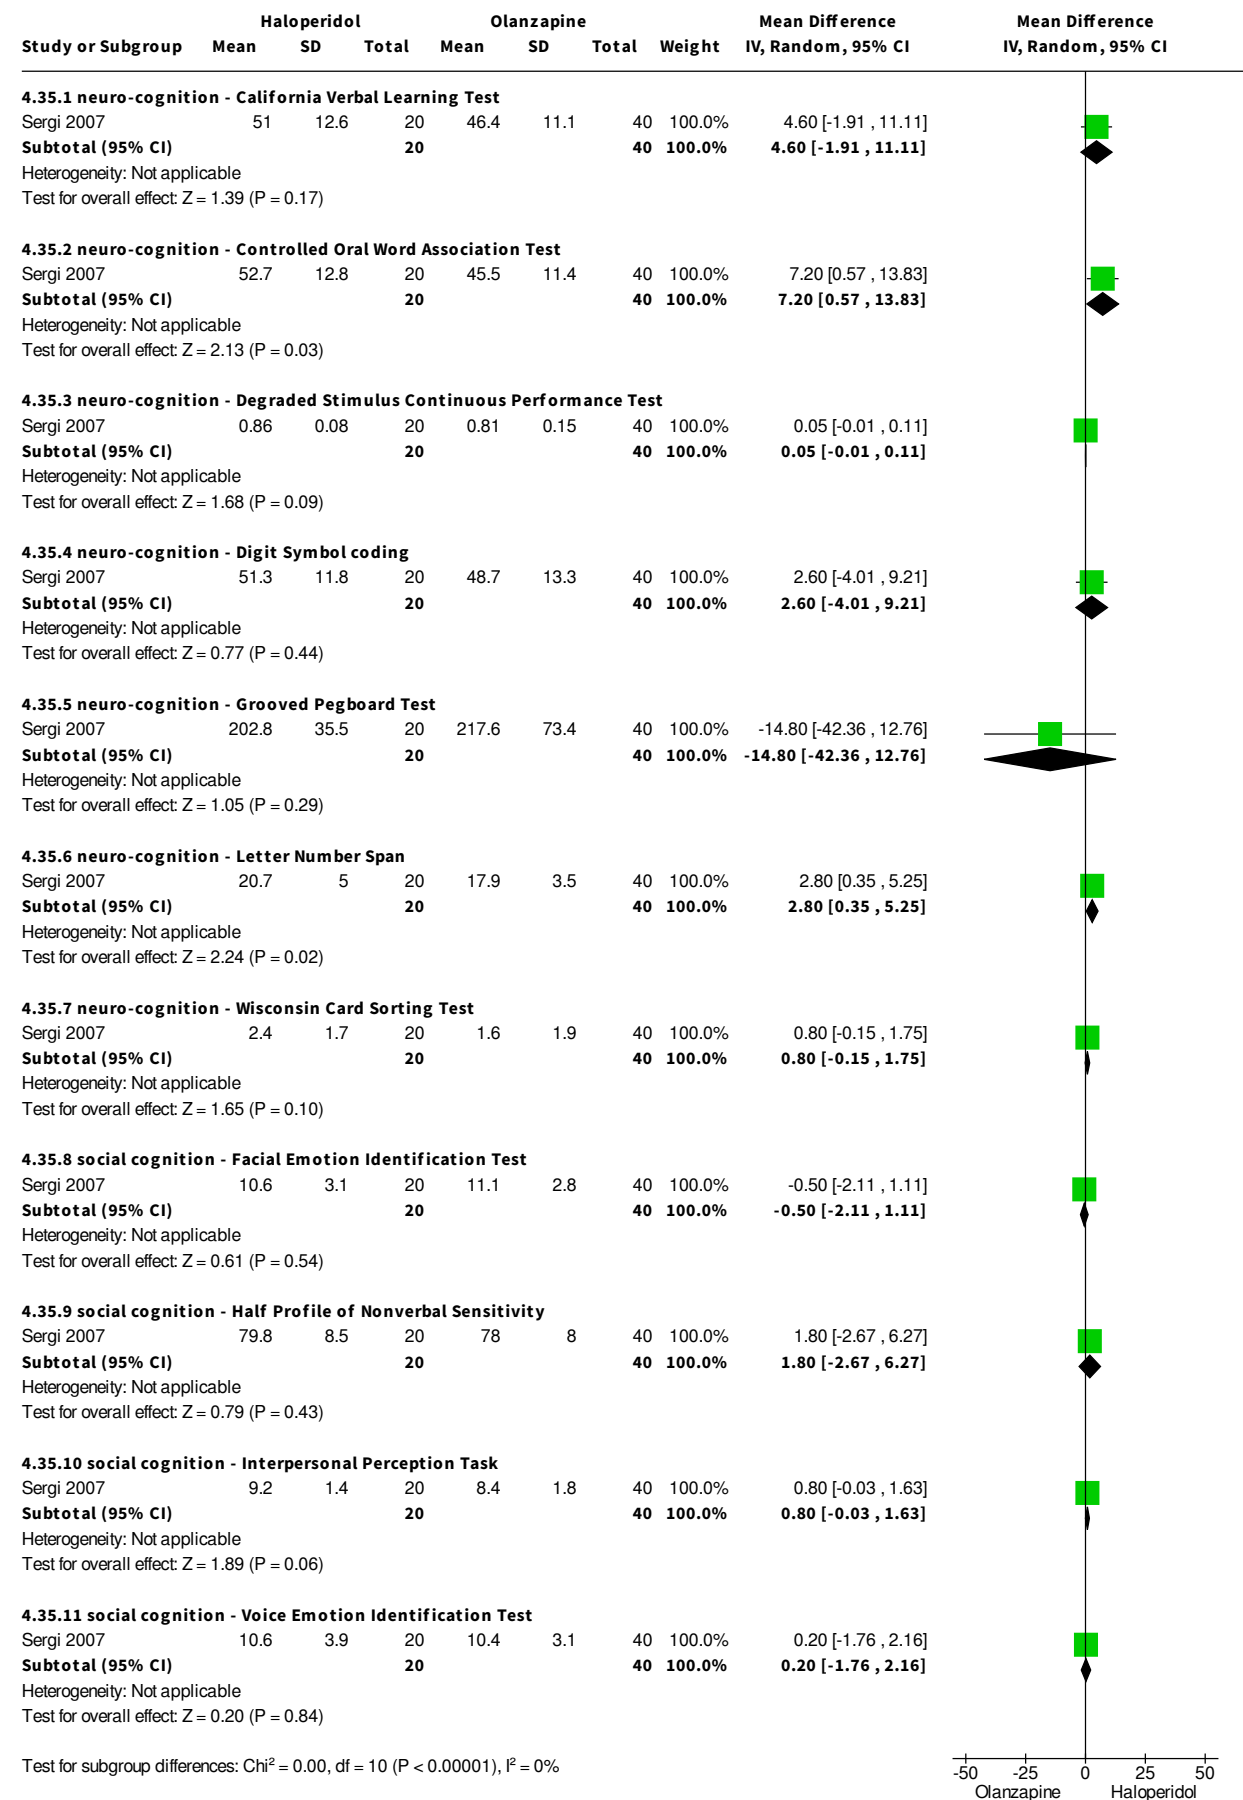 Haloperidol Olanzapine Mean Difference Mean Difference
Study or Subgroup Mean SD Total Mean SD Total Weight IV, Random, 95% CI IV, Random, 95% CI
4.35.1 neuro-cognition - California Verbal Learning Test
Sergi 2007 51 12.6 20 46.4 11.1 40 100.0% 4.60 [-1.91 , 11.11]
Subtotal (95% CI) 20 40 100.0% 4.60 [-1.91 , 11.11]
Heterogeneity: Not applicable
Test for overall effect: Z = 1.39 (P = 0.17)
4.35.2 neuro-cognition - Controlled Oral Word Association Test
Sergi 2007 52.7 12.8 20 45.5 11.4 40 100.0% 7.20 [0.57 , 13.83]
Subtotal (95% CI) 20 40 100.0% 7.20 [0.57 , 13.83]
Heterogeneity: Not applicable
Test for overall effect: Z = 2.13 (P = 0.03)
4.35.3 neuro-cognition - Degraded Stimulus Continuous Performance Test
Sergi 2007 0.86 0.08 20 0.81 0.15 40 100.0% 0.05 [-0.01 , 0.11]
Subtotal (95% CI) 20 40 100.0% 0.05 [-0.01 , 0.11]
Heterogeneity: Not applicable
Test for overall effect: Z = 1.68 (P = 0.09)
4.35.4 neuro-cognition - Digit Symbol coding
Sergi 2007 51.3 11.8 20 48.7 13.3 40 100.0% 2.60 [-4.01 , 9.21]
Subtotal (95% CI) 20 40 100.0% 2.60 [-4.01 , 9.21]
Heterogeneity: Not applicable
Test for overall effect: Z = 0.77 (P = 0.44)
4.35.5 neuro-cognition - Grooved Pegboard Test
Sergi 2007 202.8 35.5 20 217.6 73.4 40 100.0% -14.80 [-42.36 , 12.76]
Subtotal (95% CI) 20 40 100.0% -14.80 [-42.36 , 12.76]
Heterogeneity: Not applicable
Test for overall effect: Z = 1.05 (P = 0.29)
4.35.6 neuro-cognition - Letter Number Span
Sergi 2007 20.7 5 20 17.9 3.5 40 100.0% 2.80 [0.35 , 5.25]
Subtotal (95% CI) 20 40 100.0% 2.80 [0.35 , 5.25]
Heterogeneity: Not applicable
Test for overall effect: Z = 2.24 (P = 0.02)
4.35.7 neuro-cognition - Wisconsin Card Sorting Test
Sergi 2007 2.4 1.7 20 1.6 1.9 40 100.0% 0.80 [-0.15 , 1.75]
Subtotal (95% CI) 20 40 100.0% 0.80 [-0.15 , 1.75]
Heterogeneity: Not applicable
Test for overall effect: Z = 1.65 (P = 0.10)
4.35.8 social cognition - Facial Emotion Identification Test
Sergi 2007 10.6 3.1 20 11.1 2.8 40 100.0% -0.50 [-2.11 , 1.11]
Subtotal (95% CI) 20 40 100.0% -0.50 [-2.11 , 1.11]
Heterogeneity: Not applicable
Test for overall effect: Z = 0.61 (P = 0.54)
4.35.9 social cognition - Half Profile of Nonverbal Sensitivity
Sergi 2007 79.8 8.5 20 78 8 40 100.0% 1.80 [-2.67 , 6.27]
Subtotal (95% CI) 20 40 100.0% 1.80 [-2.67 , 6.27]
Heterogeneity: Not applicable
Test for overall effect: Z = 0.79 (P = 0.43)
4.35.10 social cognition - Interpersonal Perception Task
Sergi 2007 9.2 1.4 20 8.4 1.8 40 100.0% 0.80 [-0.03 , 1.63]
Subtotal (95% CI) 20 40 100.0% 0.80 [-0.03 , 1.63]
Heterogeneity: Not applicable
Test for overall effect: Z = 1.89 (P = 0.06)
4.35.11 social cognition - Voice Emotion Identification Test
Sergi 2007 10.6 3.9 20 10.4 3.1 40 100.0% 0.20 [-1.76 , 2.16]
Subtotal (95% CI) 20 40 100.0% 0.20 [-1.76 , 2.16]
Heterogeneity: Not applicable
Test for overall effect: Z = 0.20 (P = 0.84)
Test for subgroup differences: Chi² = 0.00, df = 10 (P < 0.00001), I² = 0%
-50 -25 0 25 50
Olanzapine Haloperidol